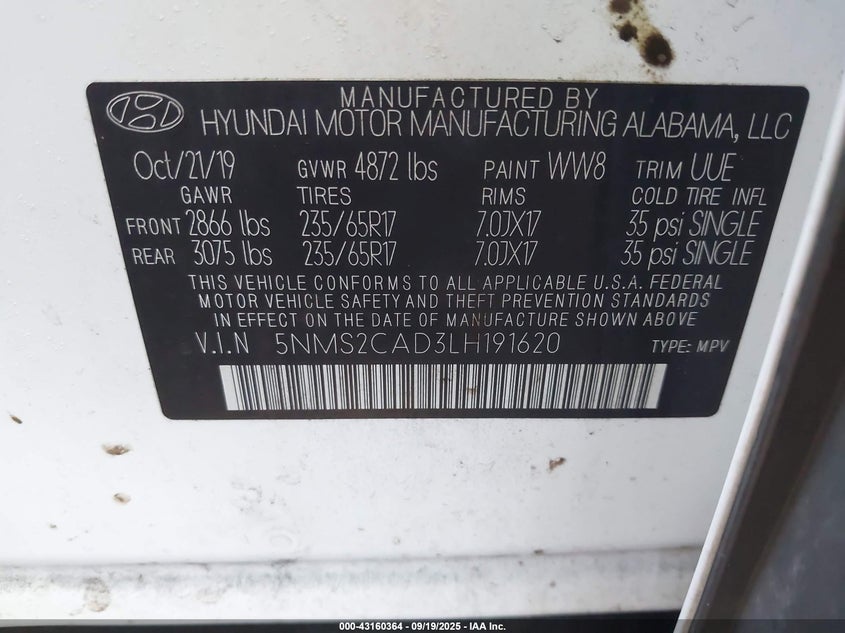 MANUFACTURED BY
HYUNDAI MOTOR MANUFACTURING ALABAMA, LLC
Oct/21/19 GVWR 4872 lbs PAINT WW8 TRIM UUE
GAWR TIRES RIMS COLD TIRE INFL
FRONT 2866 lbs 235/65R17 7.0JX17 35 psi SINGLE
REAR 3075 lbs 235/65R17 7.0JX17 35 psi SINGLE
THIS VEHICLE CONFORMS TO ALL APPLICABLE U.S.A. FEDERAL
MOTOR VEHICLE SAFETY AND THEFT PREVENTION STANDARDS
IN EFFECT ON THE DATE OF MANUFACTURE SHOWN ABOVE
V.I.N 5NMS2CAD3LH191620 TYPE: MPV
000-43160364 - 09/19/2025 - IAA Inc.